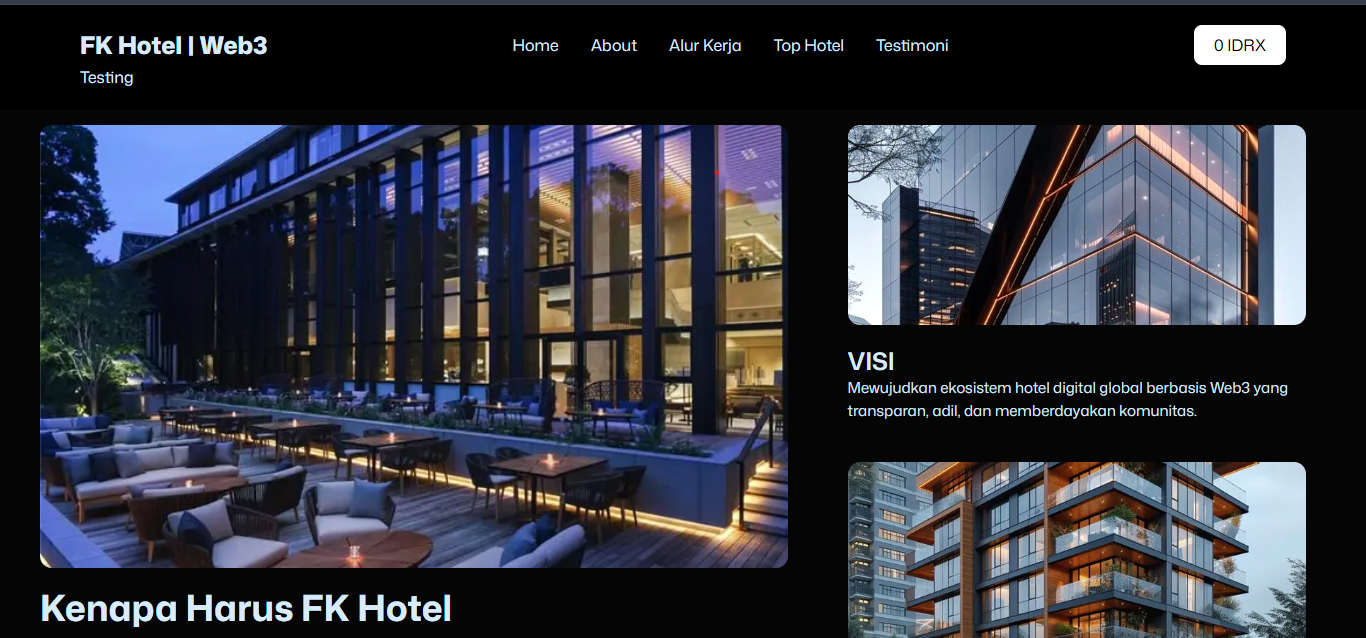 FK Hotel | Web3
Testing
Home About Alur Kerja Top Hotel Testimoni
0 IDRX
VISI
Mewujudkan ekosistem hotel digital global berbasis Web3 yang
transparan, adil, dan memberdayakan komunitas.
Kenapa Harus FK Hotel